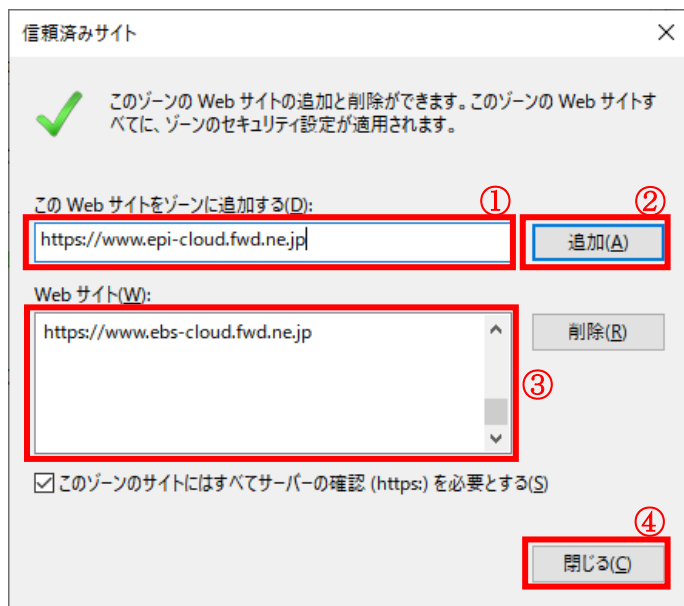 信頼済みサイト
このゾーンの Web サイトの追加と削除ができます。このゾーンの Web サイトす
べてに、ゾーンのセキュリティ設定が適用されます。
この Web サイトをゾーンに追加する(D):
①
②
https://www.epi-cloud.fwd.ne.jp
追加(A)
Web サイト(W):
https://www.ebs-cloud.fwd.ne.jp
削除(R)
③
このゾーンのサイトにはすべてサーバーの確認 (https:) を必要とする(S)
④
閉じる(C)